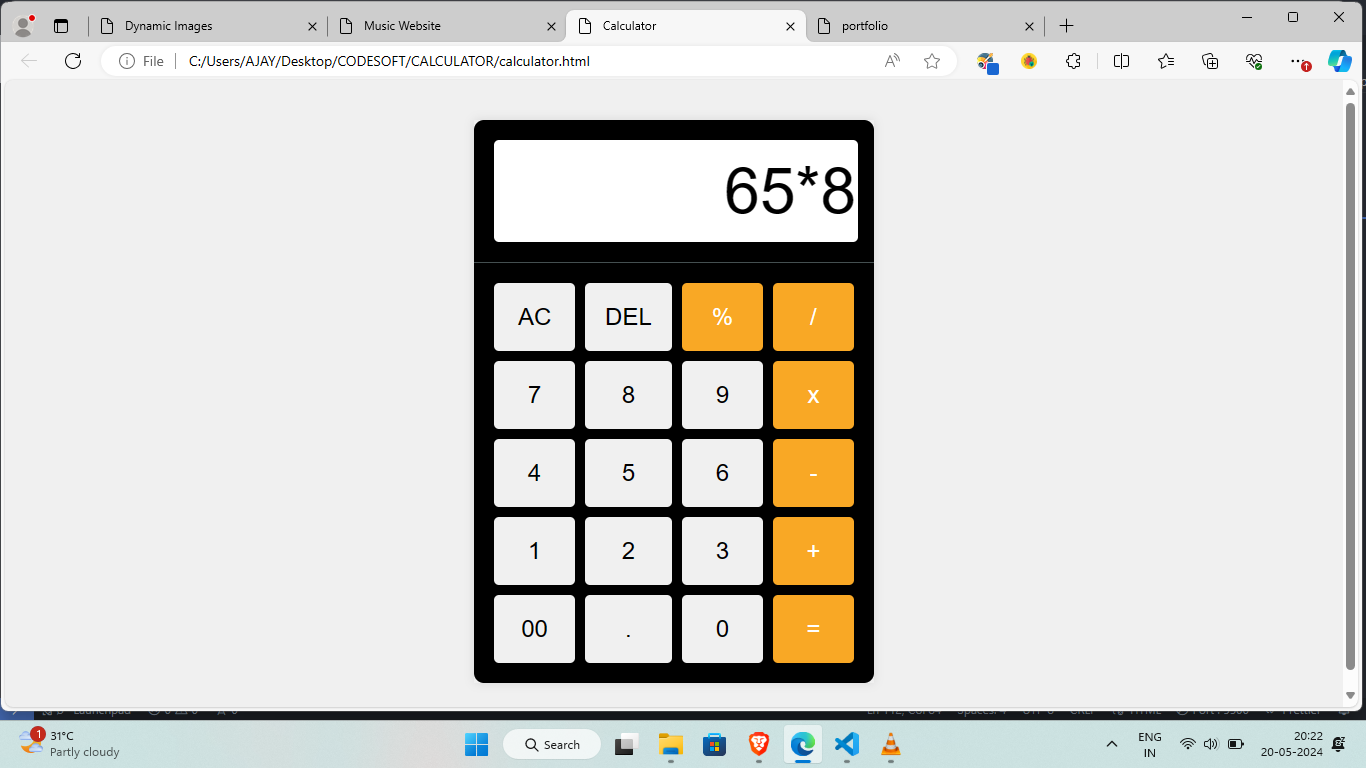 Dynamic Images
Music Website
Calculator
portfolio
File
C:/Users/AJAY/Desktop/CODESOFT/CALCULATOR/calculator.html
65*8
AC DEL % /
7 8 9 x
4 5 6 -
1 2 3 +
00 . 0 =
1
31°C
Partly cloudy
Search
ENG
IN
20:22
20-05-2024